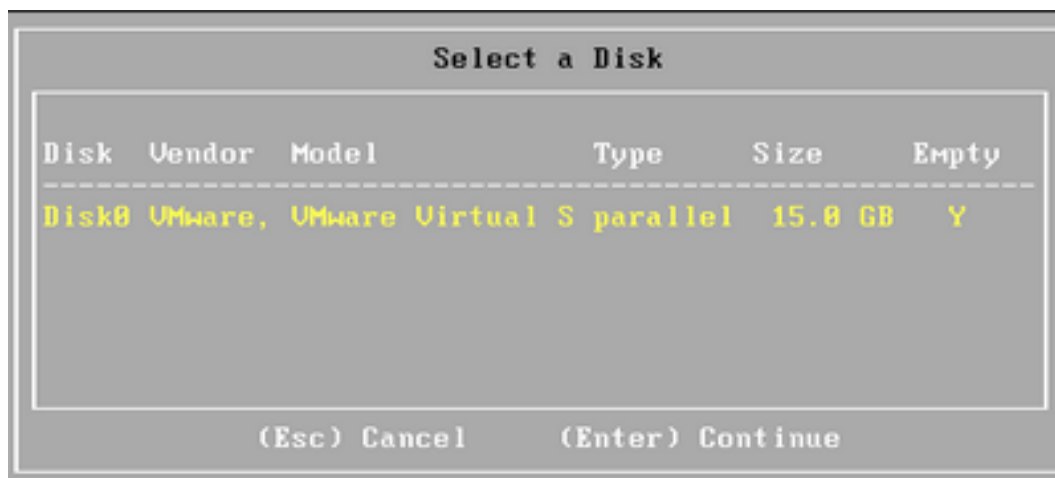 Select a Disk
Disk Vendor Model Type Size Empty
Disk0 VMware, VMware Virtual S parallel 15.0 GB Y
(Esc) Cancel (Enter) Continue